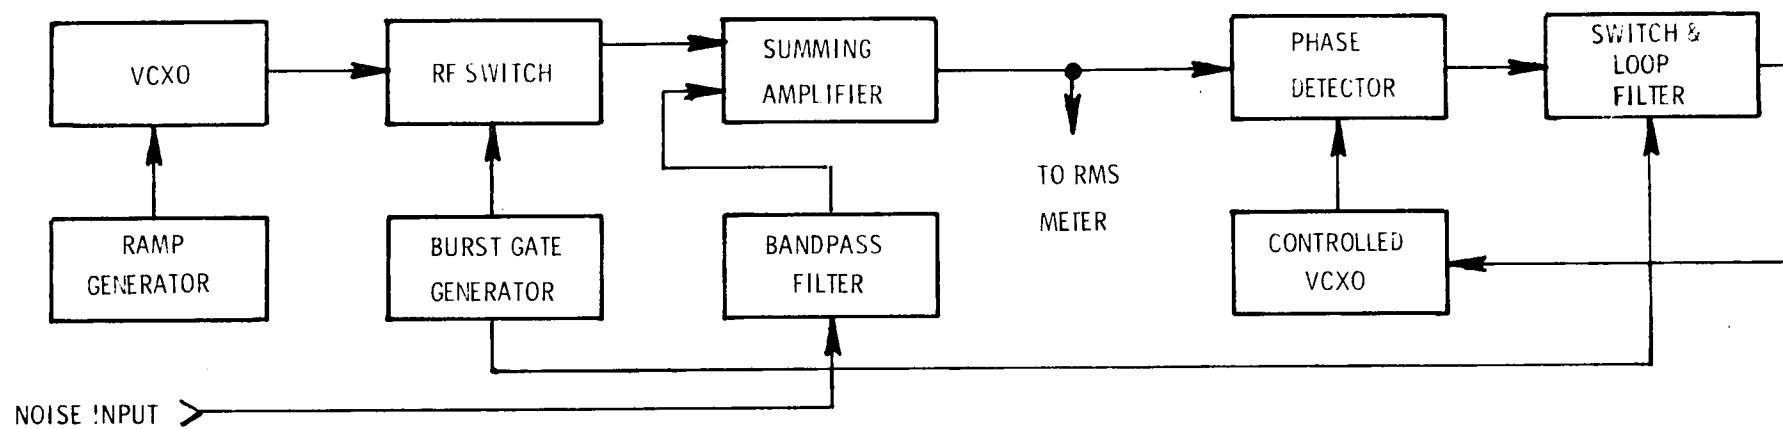 VCXO
RF SWITCH
SUMMING
AMPLIFIER
PHASE
DETECTOR
SWITCH &
LOOP
FILTER
TO RMS
METER
RAMP
GENERATOR
BURST GATE
GENERATOR
BANDPASS
FILTER
CONTROLLED
VCXO
NOISE INPUT